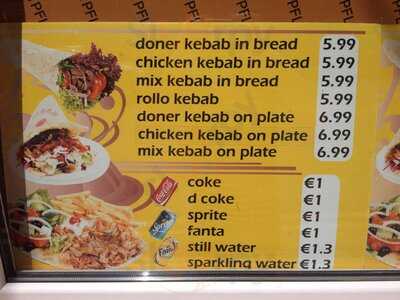 doner kebab in bread 5.99
chicken kebab in bread 5.99
mix kebab in bread 5.99
rollo kebab 5.99
doner kebab on plate 6.99
chicken kebab on plate 6.99
mix kebab on plate 6.99
coke €1
d coke €1
sprite €1
fanta €1
still water €1.3
sparkling water €1.3